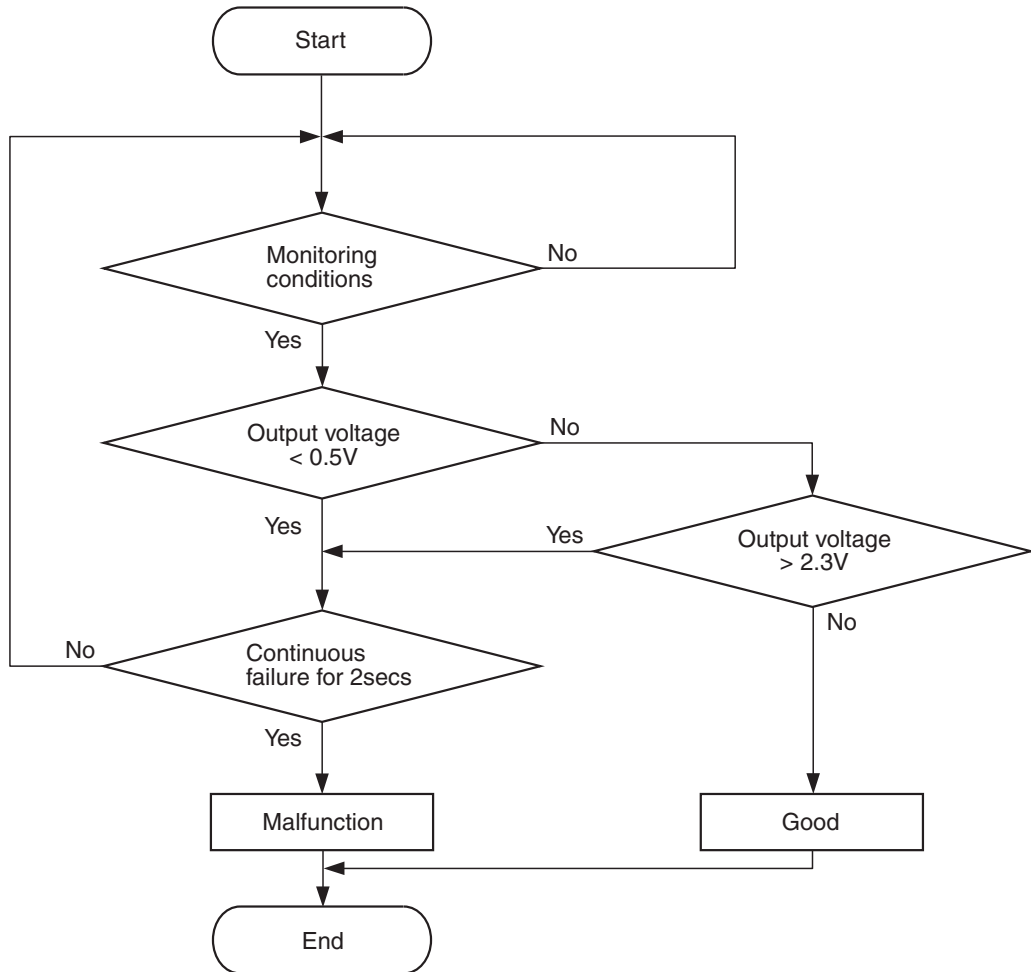 Start
Monitoring
conditions
No
Yes
Output voltage
< 0.5V
No
Yes
Yes
Output voltage
> 2.3V
No
No
Continuous
failure for 2secs
Yes
Malfunction
Good
End